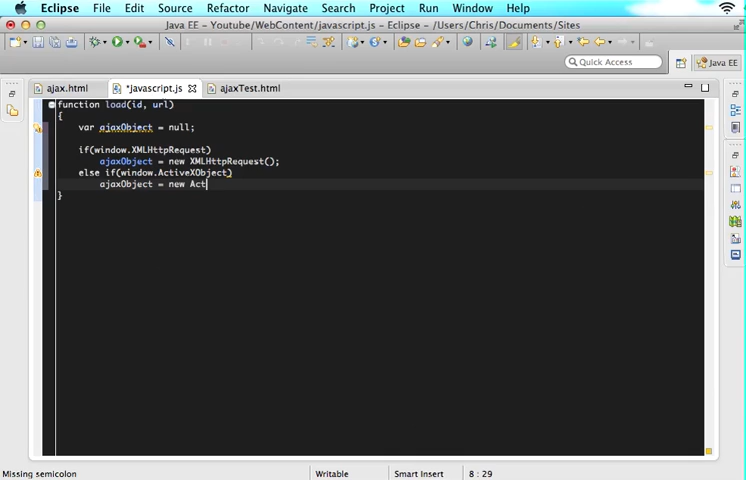 Eclipse File Edit Source Refactor Navigate Search Project Run Window Help
Java EE - Youtube/WebContent/javascript.js - Eclipse - /Users/Chris/Documents/Sites
Quick Access
Java EE
ajax.html *javascript.js ajaxTest.html
function load(id, url)
{
var ajaxObject = null;
if(window.XMLHttpRequest)
ajaxObject = new XMLHttpRequest();
else if(window.ActiveXObject)
ajaxObject = new Act
}
Missing semicolon Writable Smart Insert 8 : 29